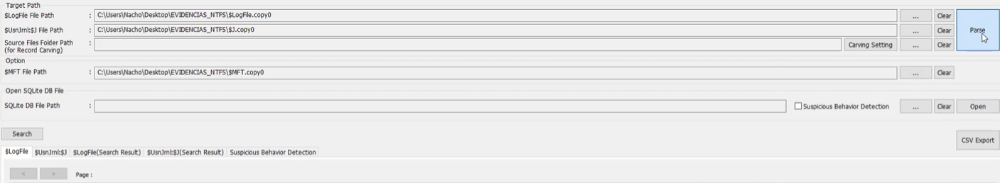 Target Path
$LogFile File Path : C:\Users\Nacho\Desktop\EVIDENCIAS_NTFS\$LogFile.copy0 ... Clear Parse
$UsnJrnl:$J File Path : C:\Users\Nacho\Desktop\EVIDENCIAS_NTFS\$J.copy0 ... Clear
Source Files Folder Path : Carving Setting ... Clear
(for Record Carving)
Option
$MFT File Path : C:\Users\Nacho\Desktop\EVIDENCIAS_NTFS\$MFT.copy0 ... Clear
Open SQLite DB File
SQLite DB File Path : Suspicious Behavior Detection ... Clear Open
Search
CSV Export
$LogFile $UsnJrnl:$J $LogFile(Search Result) $UsnJrnl:$J(Search Result) Suspicious Behavior Detection
< > Page :